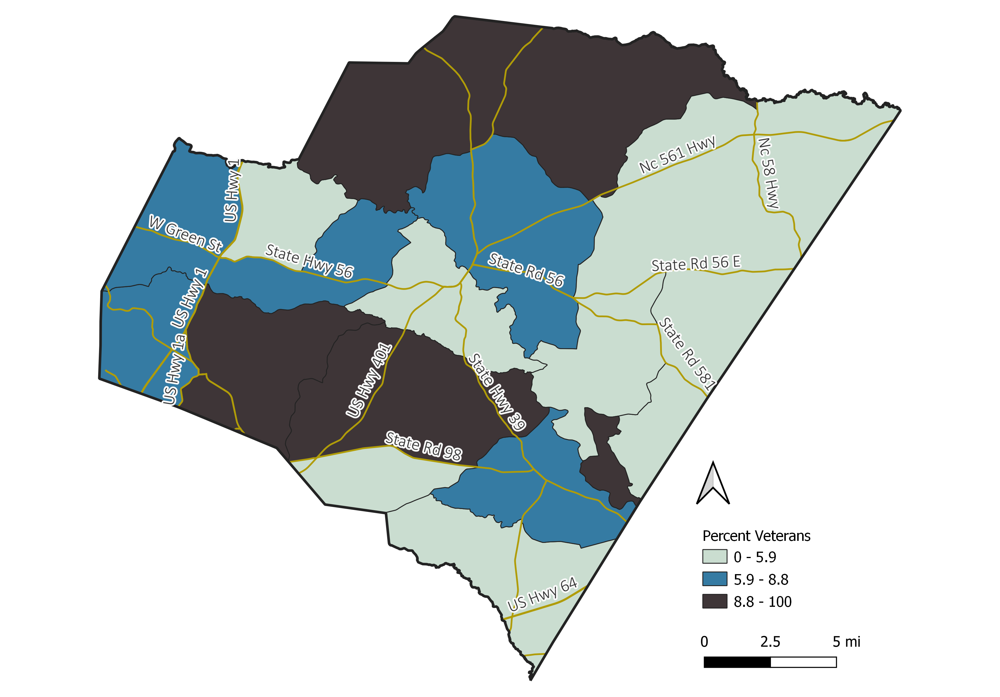 Nc 561 Hwy
Nc 58 Hwy
US Hwy 1
W Green St
State Hwy 56
State Rd 56
State Rd 56 E
US Hwy 1
US Hwy 1a
US Hwy 401
State Hwy 39
State Rd 581
State Rd 98
US Hwy 64
Percent Veterans
0 - 5.9
5.9 - 8.8
8.8 - 100
0 2.5 5 mi